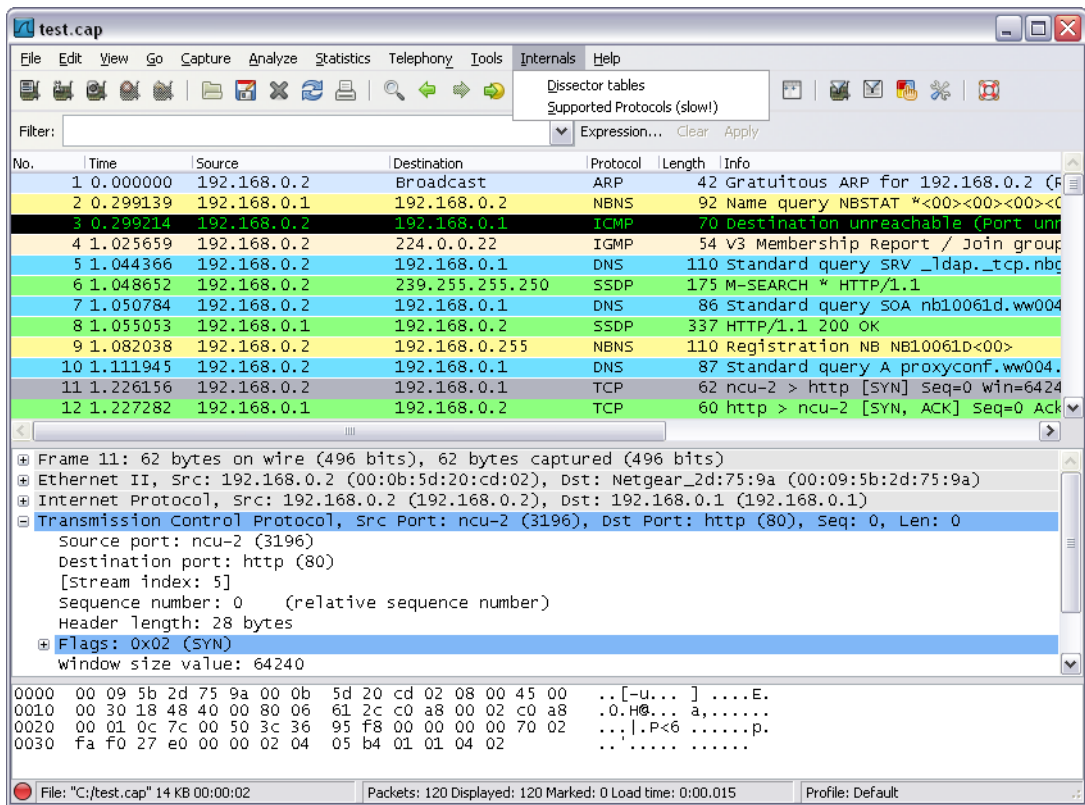 test.cap
File Edit View Go Capture Analyze Statistics Telephony Tools Internals Help
Dissector tables
Supported Protocols (slow!)
Filter: Expression... Clear Apply
No. Time Source Destination Protocol Length Info
1 0.000000 192.168.0.2 Broadcast ARP 42 Gratuitous ARP for 192.168.0.2 (R
2 0.299139 192.168.0.1 192.168.0.2 NBNS 92 Name query NBSTAT *<00><00><00><0
3 0.299214 192.168.0.2 192.168.0.1 ICMP 70 Destination unreachable (Port unr
4 1.025659 192.168.0.2 224.0.0.22 IGMP 54 V3 Membership Report / Join group
5 1.044366 192.168.0.2 192.168.0.1 DNS 110 Standard query SRV _ldap._tcp.nbg
6 1.048652 192.168.0.2 239.255.255.250 SSDP 175 M-SEARCH * HTTP/1.1
7 1.050784 192.168.0.2 192.168.0.1 DNS 86 Standard query SOA nb10061d.ww004
8 1.055053 192.168.0.1 192.168.0.2 SSDP 337 HTTP/1.1 200 OK
9 1.082038 192.168.0.2 192.168.0.255 NBNS 110 Registration NB NB10061D<00>
10 1.111945 192.168.0.2 192.168.0.1 DNS 87 Standard query A proxyconf.ww004.
11 1.226156 192.168.0.2 192.168.0.1 TCP 62 ncu-2 > http [SYN] Seq=0 Win=6424
12 1.227282 192.168.0.1 192.168.0.2 TCP 60 http > ncu-2 [SYN, ACK] Seq=0 Ack
Frame 11: 62 bytes on wire (496 bits), 62 bytes captured (496 bits)
Ethernet II, Src: 192.168.0.2 (00:0b:5d:20:cd:02), Dst: Netgear_2d:75:9a (00:09:5b:2d:75:9a)
Internet Protocol, Src: 192.168.0.2 (192.168.0.2), Dst: 192.168.0.1 (192.168.0.1)
Transmission Control Protocol, Src Port: ncu-2 (3196), Dst Port: http (80), Seq: 0, Len: 0
Source port: ncu-2 (3196)
Destination port: http (80)
[Stream index: 5]
Sequence number: 0 (relative sequence number)
Header length: 28 bytes
Flags: 0x02 (SYN)
Window size value: 64240
0000 00 09 5b 2d 75 9a 00 0b 5d 20 cd 02 08 00 45 00 ..[-u... ] ....E.
0010 00 30 18 48 40 00 80 06 61 2c c0 a8 00 02 c0 a8 .0.H@... a,......
0020 00 01 0c 7c 00 50 3c 36 95 f8 00 00 00 00 70 02 ...|.P<6 ......p.
0030 fa f0 27 e0 00 00 02 04 05 b4 01 01 04 02 ..'..... ......
File: "C:/test.cap" 14 KB 00:00:02 Packets: 120 Displayed: 120 Marked: 0 Load time: 0:00.015 Profile: Default